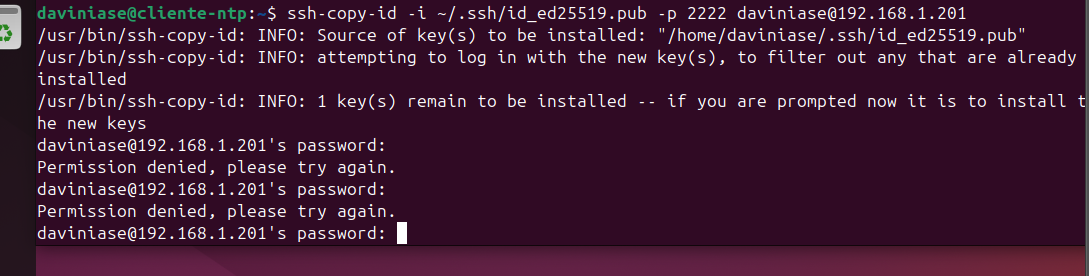 daviniase@cliente-ntp:~$ ssh-copy-id -i ~/.ssh/id_ed25519.pub -p 2222 daviniase@192.168.1.201
/usr/bin/ssh-copy-id: INFO: Source of key(s) to be installed: "/home/daviniase/.ssh/id_ed25519.pub"
/usr/bin/ssh-copy-id: INFO: attempting to log in with the new key(s), to filter out any that are already
installed
/usr/bin/ssh-copy-id: INFO: 1 key(s) remain to be installed -- if you are prompted now it is to install t
he new keys
daviniase@192.168.1.201's password:
Permission denied, please try again.
daviniase@192.168.1.201's password:
Permission denied, please try again.
daviniase@192.168.1.201's password: